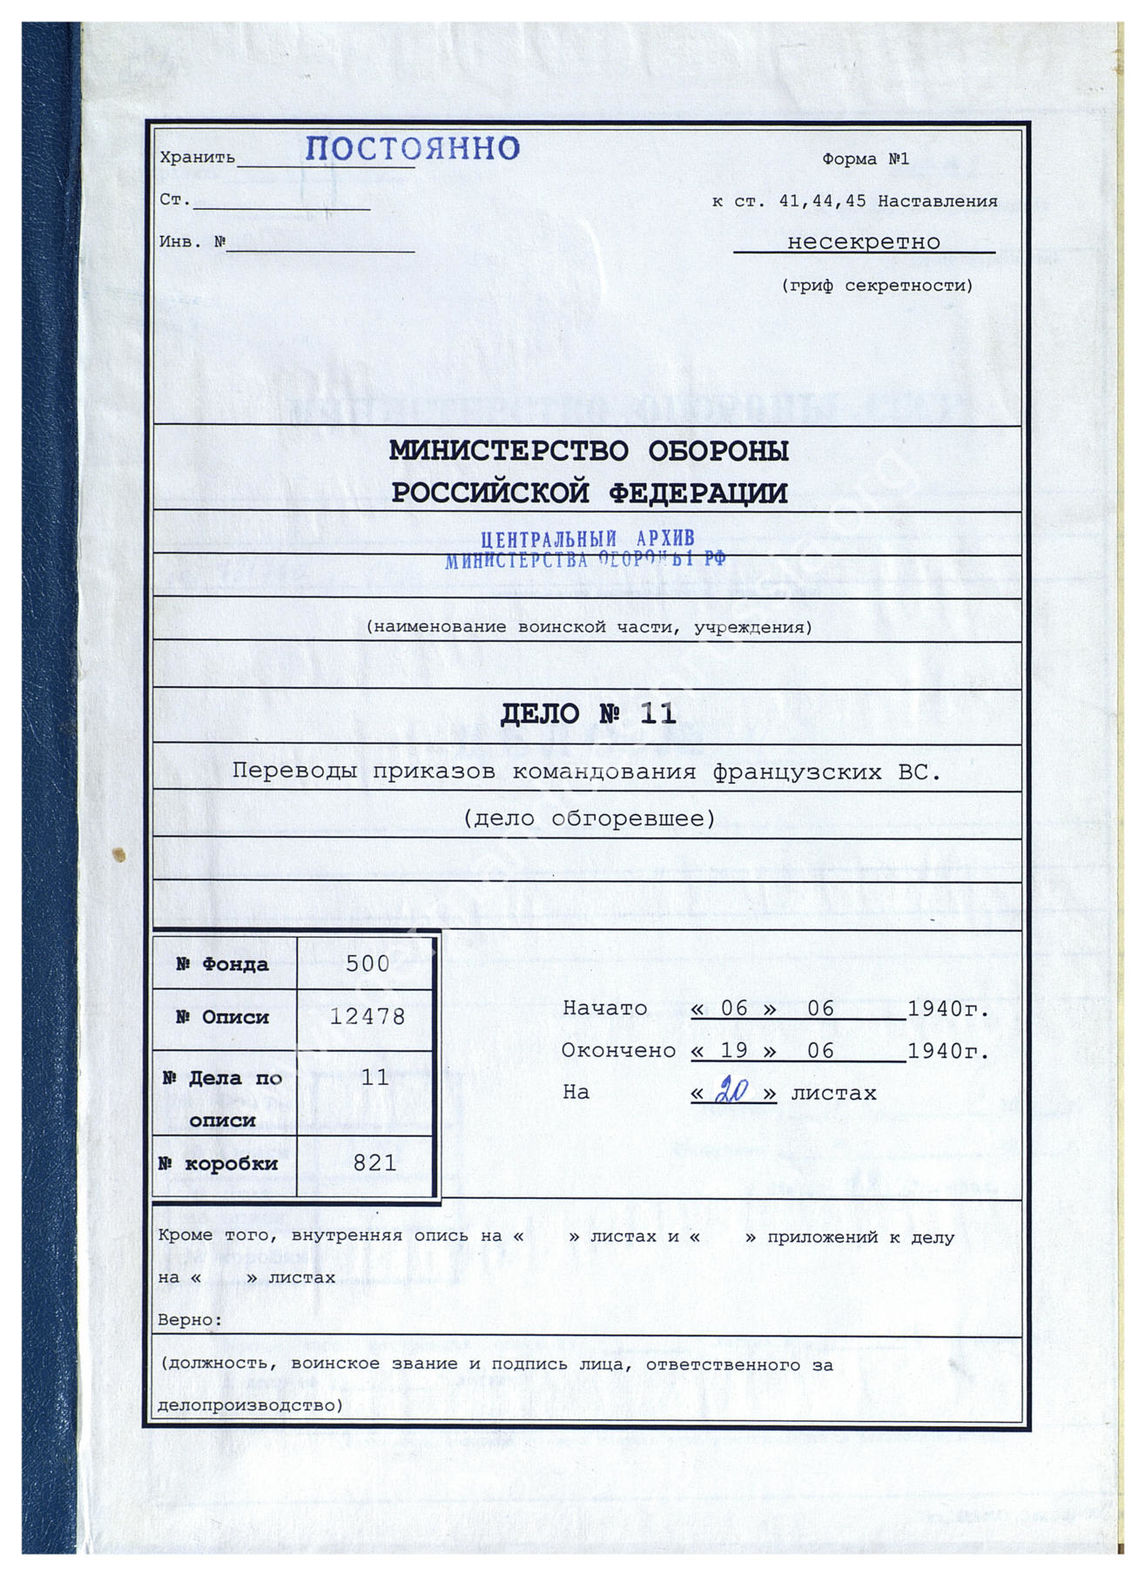 Хранить ПОСТОЯННО
Ст.
Инв. №
Форма №1
к ст. 41,44,45 Наставления
несекретно
(гриф секретности)
МИНИСТЕРСТВО ОБОРОНЫ
РОССИЙСКОЙ ФЕДЕРАЦИИ
ЦЕНТРАЛЬНЫЙ АРХИВ
МИНИСТЕРСТВА ОБОРОНЫ РФ
(наименование воинской части, учреждения)
ДЕЛО № 11
Переводы приказов командования французских ВС.
(дело обгоревшее)
№ Фонда 500
№ Описи 12478
№ Дела по 11
описи
№ коробки 821
Начато « 06 » 06 1940г.
Окончено « 19 » 06 1940г.
На « 20 » листах
Кроме того, внутренняя опись на « » листах и « » приложений к делу
на « » листах
Верно:
(должность, воинское звание и подпись лица, ответственного за
делопроизводство)